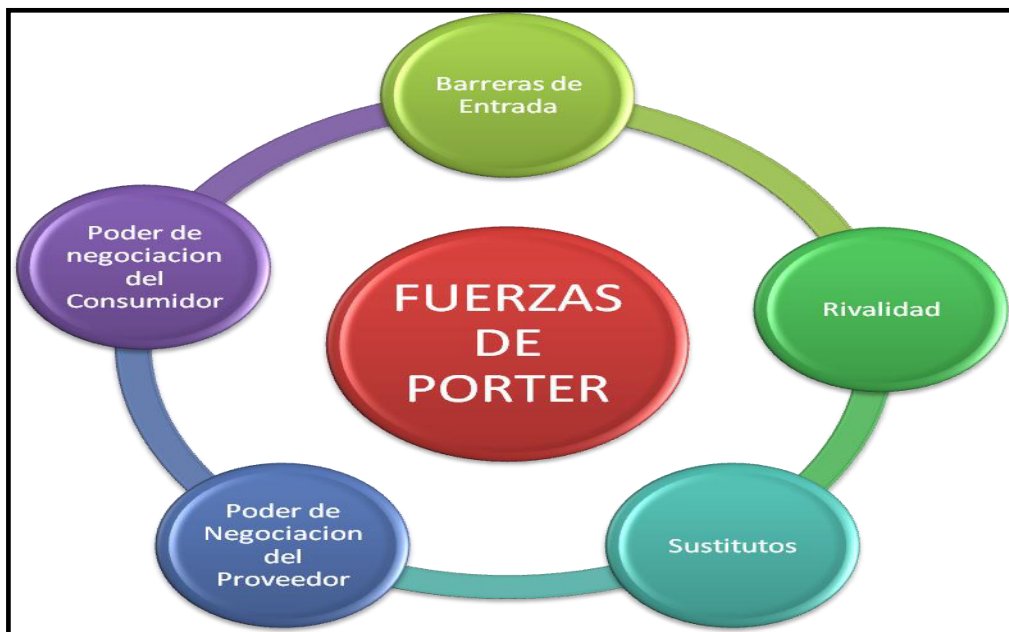 Barreras de
Entrada
Poder de
negociacion
del
Consumidor
FUERZAS
DE
PORTER
Rivalidad
Poder de
Negociacion
del
Proveedor
Sustitutos